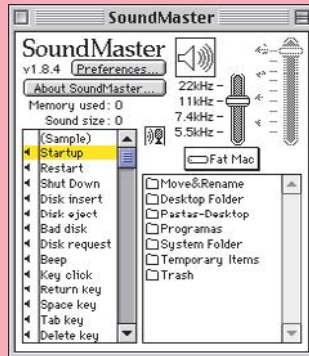 SoundMaster
SoundMaster
v1.8.4 Preferences...
About SoundMaster...
Memory used: 0
Sound size: 0
22kHz
11kHz
7.4kHz
5.5kHz
Fat Mac
(Sample)
Startup
Restart
Shut Down
Disk insert
Disk eject
Bad disk
Disk request
Beep
Key click
Return key
Space key
Tab key
Delete key
Move&Rename
Desktop Folder
Pastas-Desktop
Programas
System Folder
Temporary Items
Trash